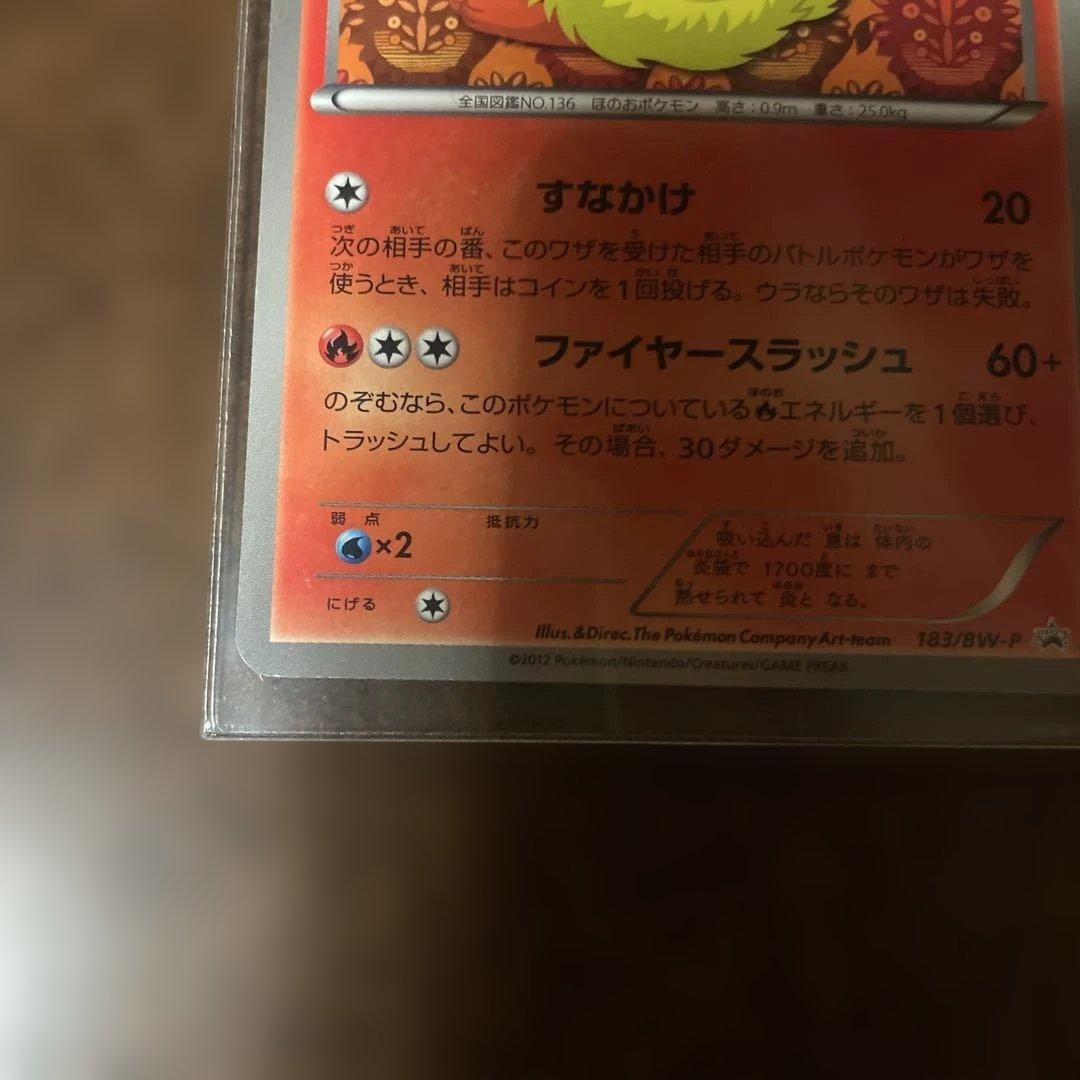 全国図鑑NO.136 ほのおポケモン 高さ:0.9m 重さ:25.0kg
すなかけ 20
次の相手の番、このワザを受けた相手のバトルポケモンがワザを
使うとき、相手はコインを1回投げる。ウラならそのワザは失敗。
ファイヤースラッシュ 60+
のぞむなら、このポケモンについているエネルギーを1個選び、
トラッシュしてよい。その場合、30ダメージを追加。
弱点 抵抗力
×2
にげる
吸い込んだ 息は 体内の
炎袋で 1700度に まで
熱せられて 炎と なる。
Illus.&Direc.The Pokémon Company Art-team 183/BW-P
©2012 Pokémon/Nintendo/Creatures/GAME FREAK